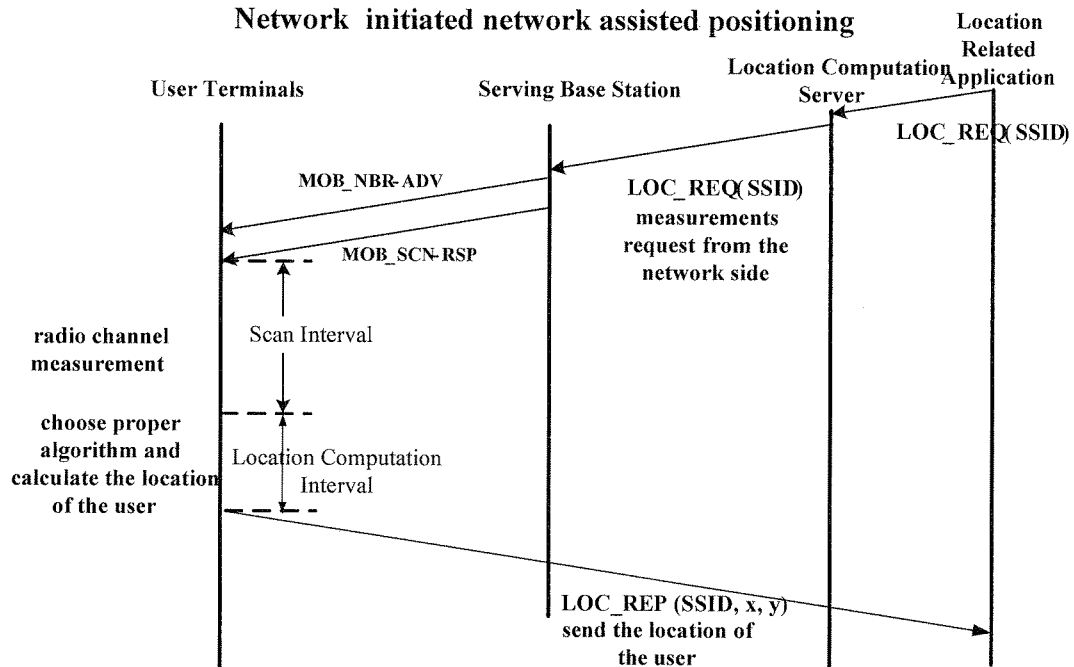 Network initiated network assisted positioning
Location
Related
Application
User Terminals
Serving Base Station
Location Computation
Server
LOC_REQ(SSID)
MOB_NBR-ADV
LOC_REQ(SSID)
measurements
request from the
network side
MOB_SCN-RSP
radio channel
measurement
Scan Interval
choose proper
algorithm and
calculate the location
of the user
Location Computation
Interval
LOC_REP (SSID, x, y)
send the location of
the user